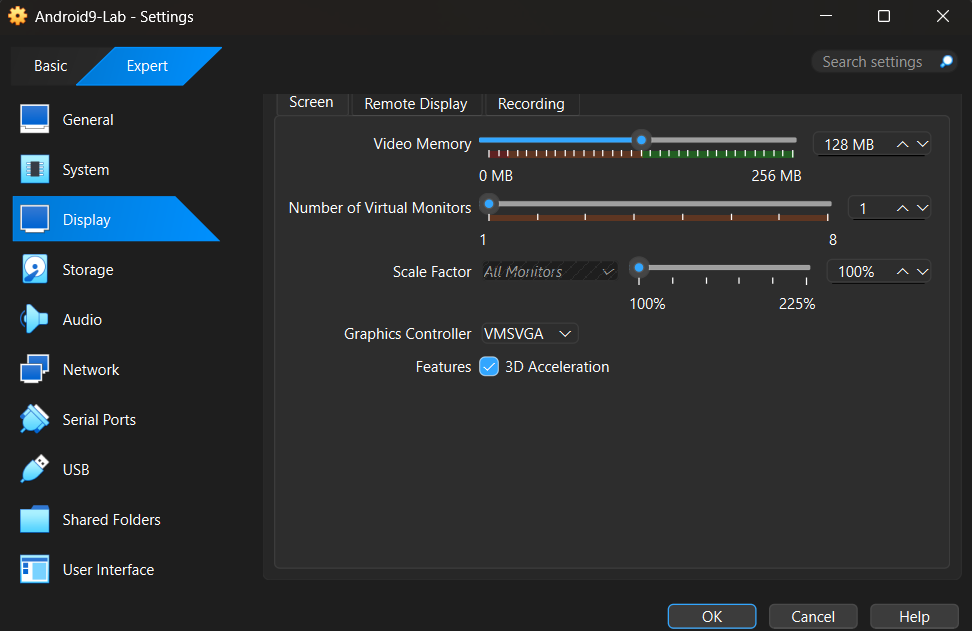 Android9-Lab - Settings
Basic
Expert
Search settings
General
System
Display
Storage
Audio
Network
Serial Ports
USB
Shared Folders
User Interface
Screen
Remote Display
Recording
Video Memory
128 MB
0 MB
256 MB
Number of Virtual Monitors
1
1
8
Scale Factor
All Monitors
100%
100%
225%
Graphics Controller
VMSVGA
Features
3D Acceleration
OK
Cancel
Help